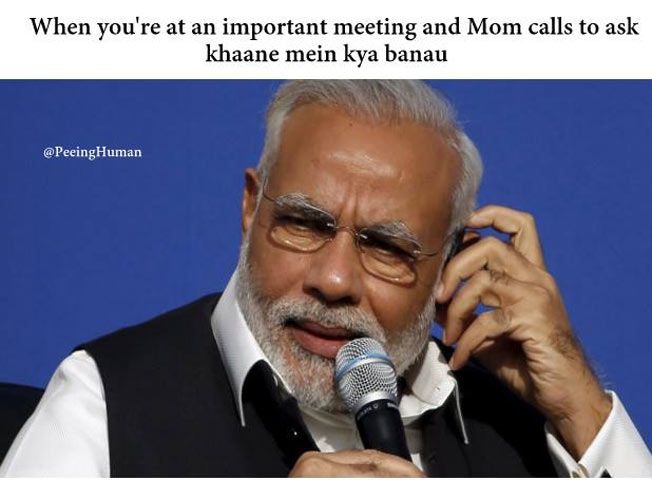 When you're at an important meeting and Mom calls to ask
khaane mein kya banau
@PeeingHuman